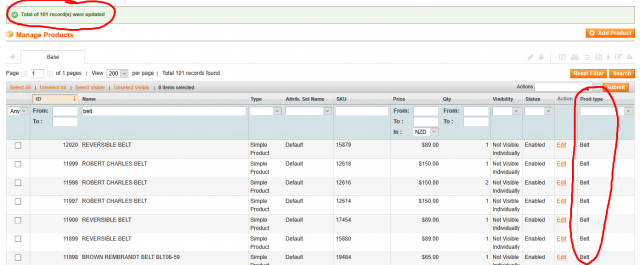 Total of 101 record(s) were updated
Manage Products
Add Product
Base
Page 1 of 1 pages | View 200 per page | Total 101 records found
Reset Filter Search
Select All | Unselect All | Select Visible | Unselect Visible | 0 items selected
Actions Submit
ID Name Type Attrib. Set Name SKU Price Qty Visibility Status Action Prod type
Any From: belt From: From:
To : To : To :
In : NZD
12020 REVERSIBLE BELT Simple Product Default 15879 $89.00 1 Not Visible Individually Enabled Edit Belt
11999 ROBERT CHARLES BELT Simple Product Default 12618 $150.00 1 Not Visible Individually Enabled Edit Belt
11998 ROBERT CHARLES BELT Simple Product Default 12616 $150.00 2 Not Visible Individually Enabled Edit Belt
11997 ROBERT CHARLES BELT Simple Product Default 12614 $150.00 1 Not Visible Individually Enabled Edit Belt
11900 REVERSIBLE BELT Simple Product Default 17454 $89.00 1 Not Visible Individually Enabled Edit Belt
11899 REVERSIBLE BELT Simple Product Default 15880 $89.00 1 Not Visible Individually Enabled Edit Belt
11898 BROWN REMBRANDT BELT BLT06-59 Simple Product Default 19484 $65.00 1 Not Visible Enabled Edit Belt